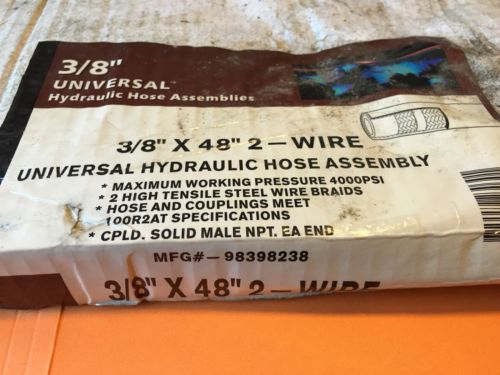 3/8"
UNIVERSAL™
Hydraulic Hose Assemblies
3/8" X 48" 2-WIRE
UNIVERSAL HYDRAULIC HOSE ASSEMBLY
* MAXIMUM WORKING PRESSURE 4000PSI
* 2 HIGH TENSILE STEEL WIRE BRAIDS
* HOSE AND COUPLINGS MEET
100R2AT SPECIFICATIONS
* CPLD. SOLID MALE NPT. EA END
MFG#-98398238
3/8" X 48" 2-WIRE